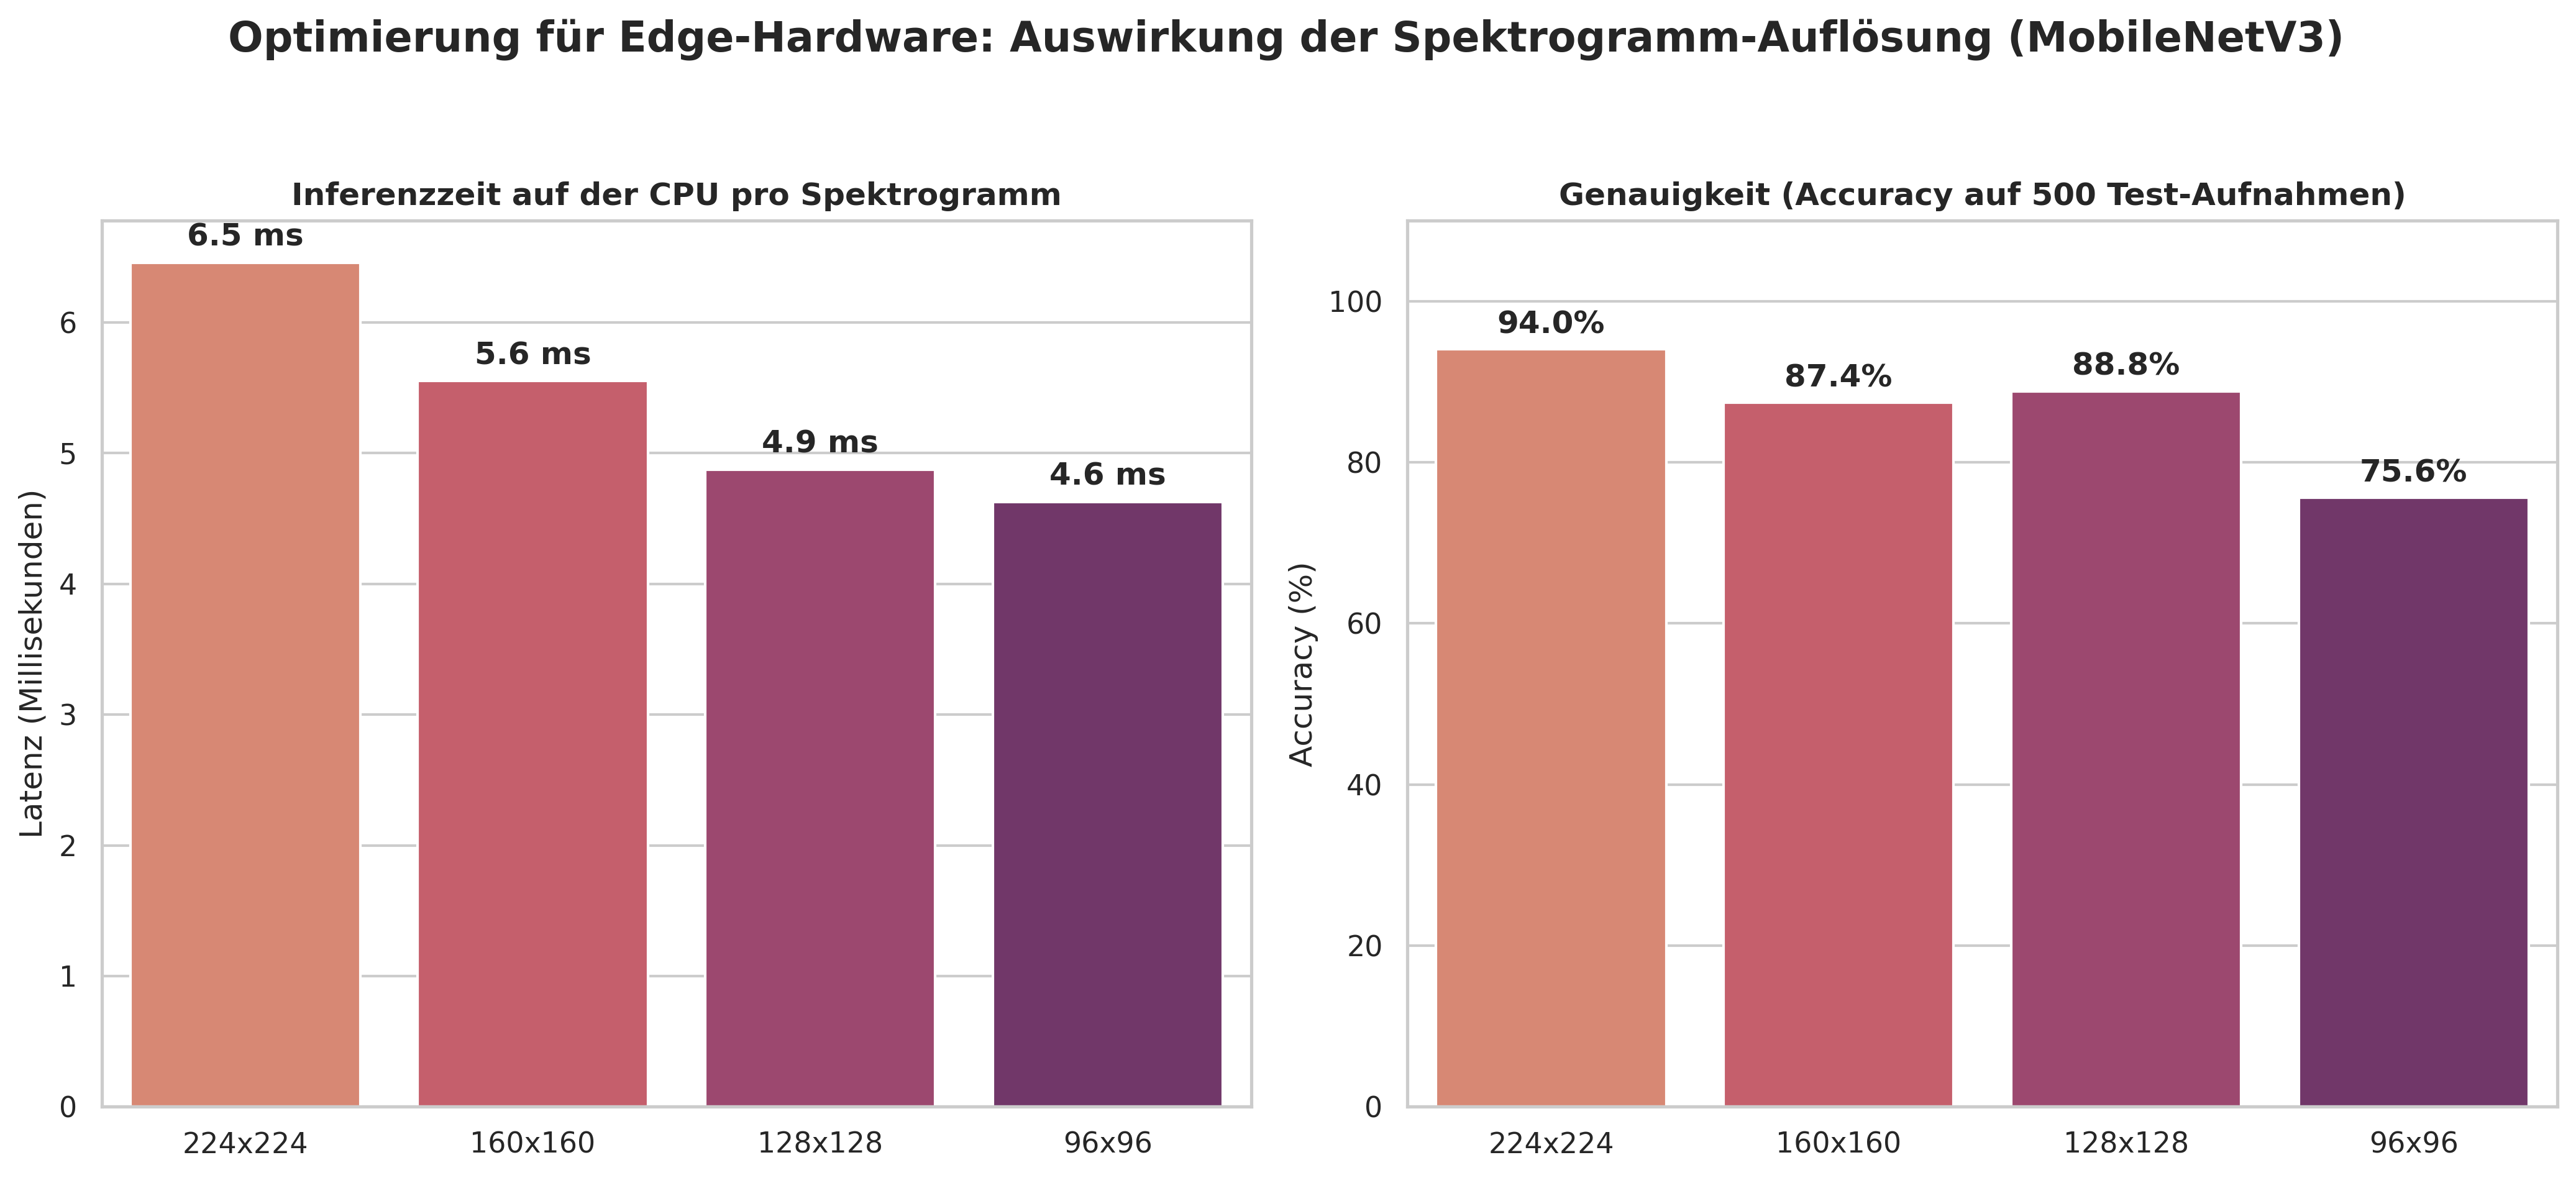 Optimierung für Edge-Hardware: Auswirkung der Spektrogramm-Auflösung (MobileNetV3)
Inferenzzeit auf der CPU pro Spektrogramm
Latenz (Millisekunden)
6
5
4
3
2
1
0
6.5 ms
5.6 ms
4.9 ms
4.6 ms
224x224
160x160
128x128
96x96
Genauigkeit (Accuracy auf 500 Test-Aufnahmen)
Accuracy (%)
100
80
60
40
20
0
94.0%
87.4%
88.8%
75.6%
224x224
160x160
128x128
96x96